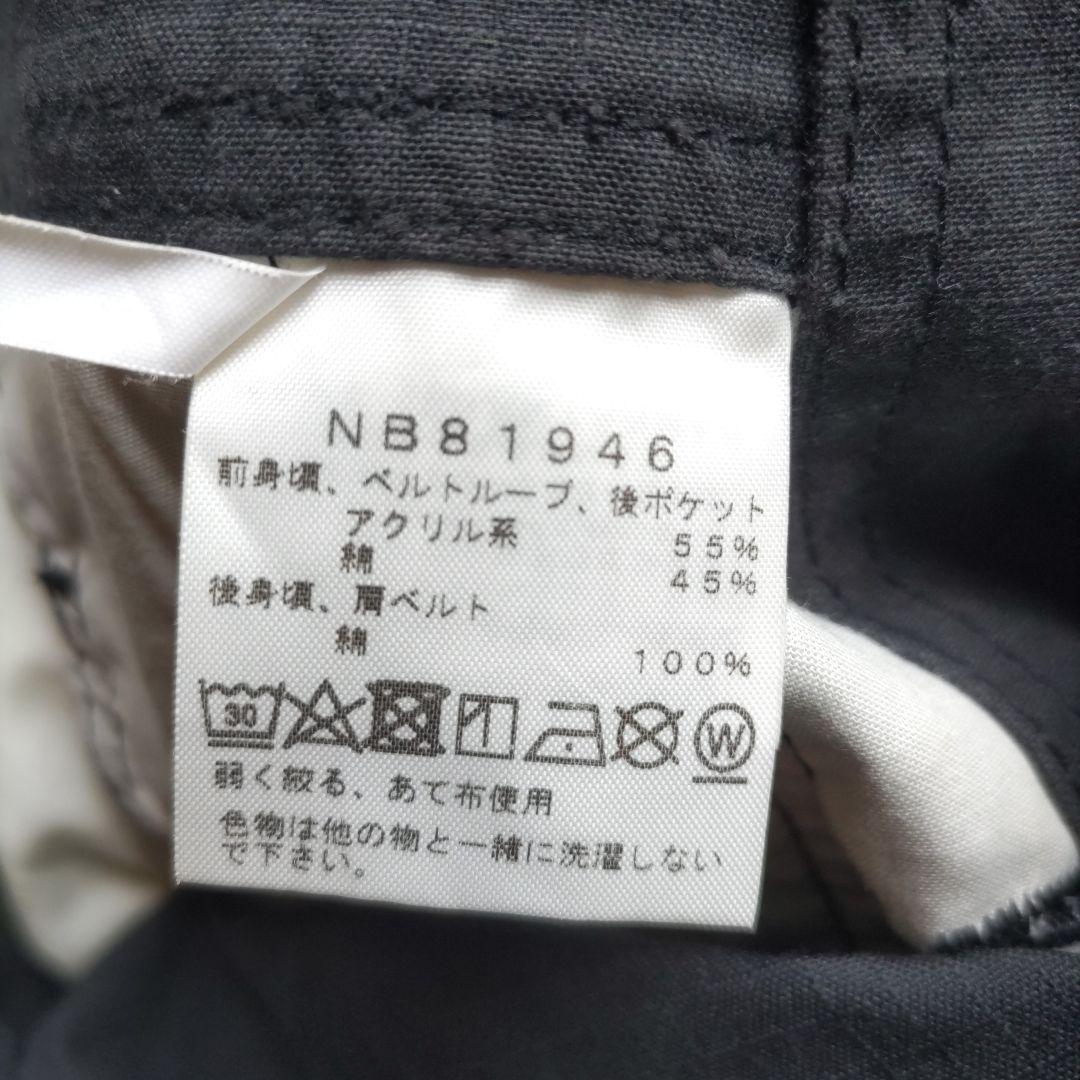 NB81946
前身頃、ベルトループ、後ポケット
アクリル系 55%
綿 45%
後身頃、肩ベルト
綿 100%
30 W
弱く絞る、あて布使用
色物は他の物と一緒に洗濯しない
で下さい。